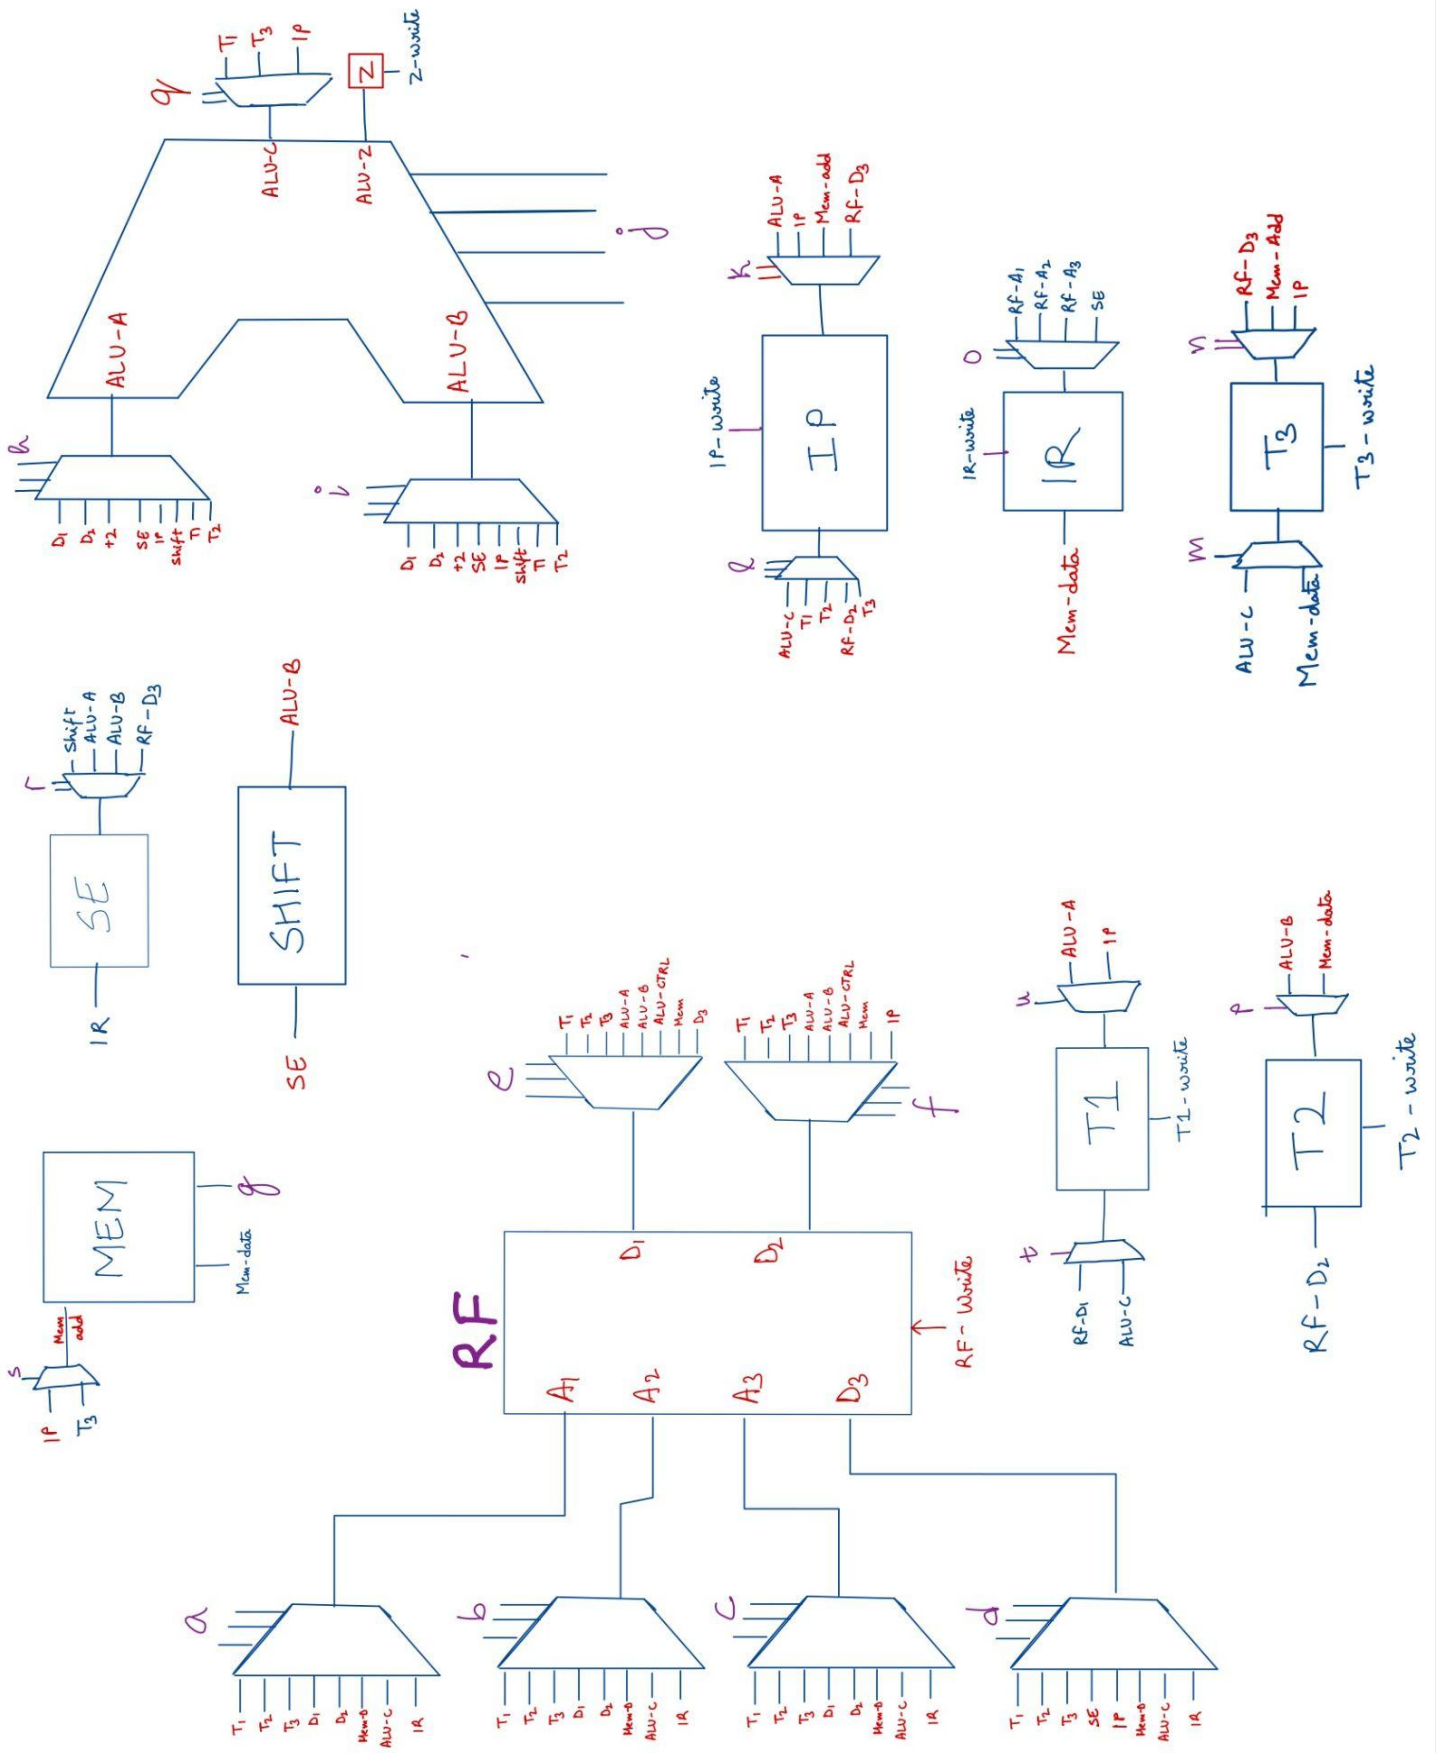 q
T1
T3
IP
Z
Z-write
ALU-C
ALU-Z
j
ALU-A
ALU-B
h
D1
D2
+2
SE
IP
shift
T1
T2
i
D1
D2
+2
SE
IP
shift
T1
T2
k
ALU-A
IP
Mem-add
RF-D3
IP-write
IP
l
ALU-C
T1
T2
RF-D2
T3
o
RF-A1
RF-A2
RF-A3
SE
IR-write
IR
Mem-data
n
RF-D3
Mem-Add
IP
T3
T3-write
m
ALU-C
Mem-data
r
Shift
ALU-A
ALU-B
RF-D3
SE
IR
ALU-B
SHIFT
SE
MEM
g
Mem-data
Mem
add
s
IP
T3
e
T1
T2
T3
ALU-A
ALU-B
ALU-CTRL
Mem
D3
f
T1
T2
T3
ALU-A
ALU-B
ALU-CTRL
Mem
IP
RF
D1
D2
A1
A2
A3
D3
RF-Write
u
ALU-A
IP
T1
T1-write
t
RF-D1
ALU-C
p
ALU-B
Mem-data
T2
T2-write
RF-D2
a
T1
T2
T3
D1
D2
Mem-D
ALU-C
IR
b
T1
T2
T3
D1
D2
Mem-D
ALU-C
IR
c
T1
T2
T3
D1
D2
Mem-D
ALU-C
IR
d
T1
T2
T3
SE
IP
Mem-D
ALU-C
IR